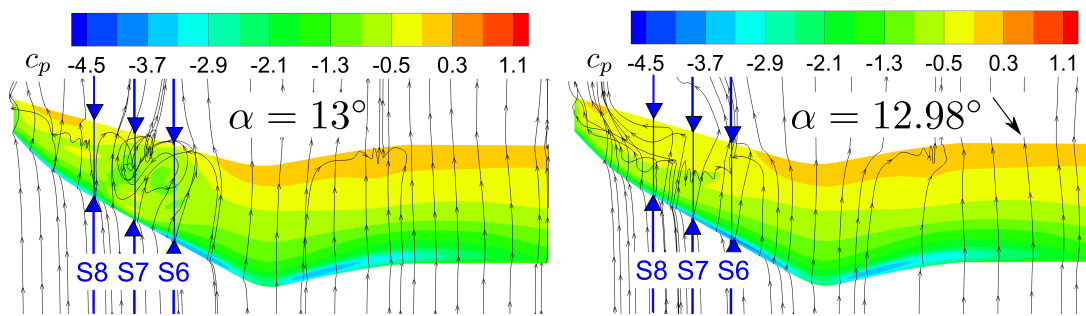 c_p -4.5 -3.7 -2.9 -2.1 -1.3 -0.5 0.3 1.1
α = 13°
S8 S7 S6
c_p -4.5 -3.7 -2.9 -2.1 -1.3 -0.5 0.3 1.1
α = 12.98°
S8 S7 S6